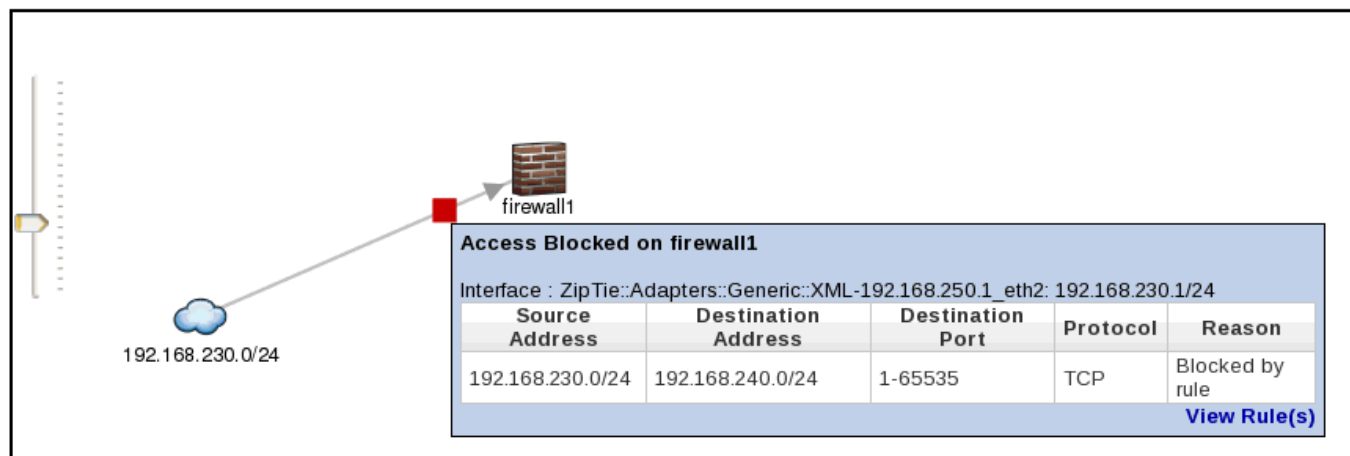 firewall1
192.168.230.0/24
Access Blocked on firewall1
Interface : ZipTie::Adapters::Generic::XML-192.168.250.1_eth2: 192.168.230.1/24
Source Address Destination Address Destination Port Protocol Reason
192.168.230.0/24 192.168.240.0/24 1-65535 TCP Blocked by rule
View Rule(s)